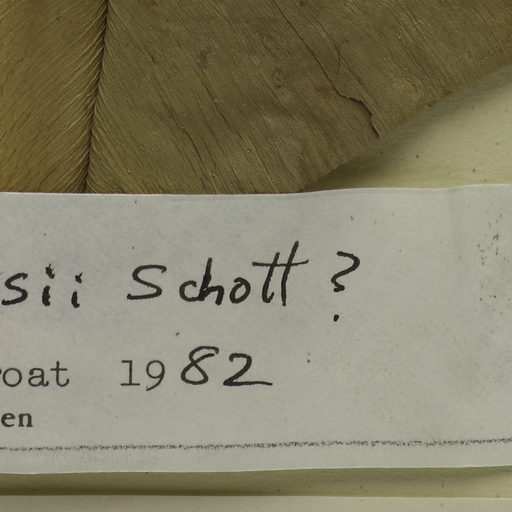 sii Schott ?
roat 1982
en